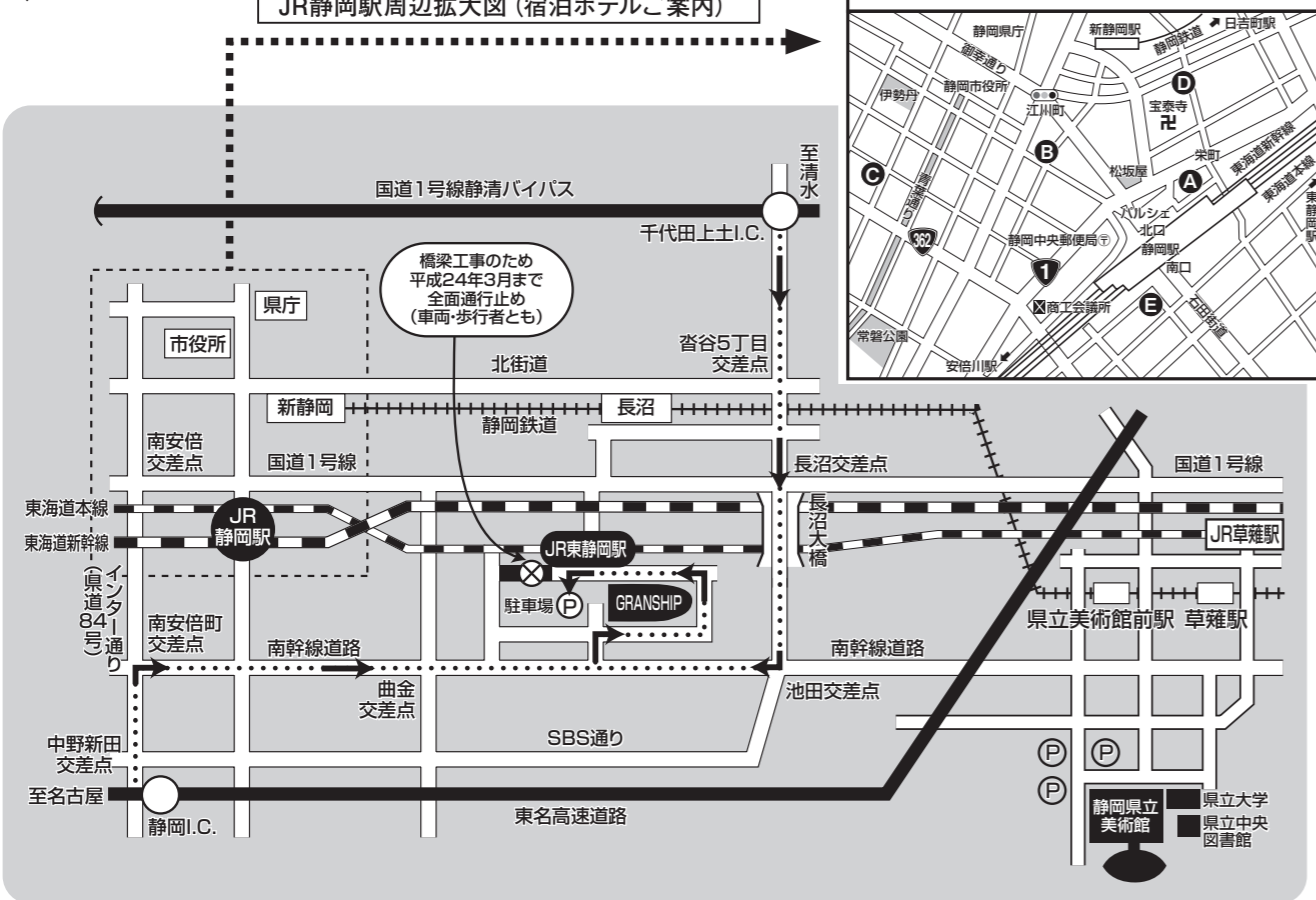 JR静岡駅周辺拡大図(宿泊ホテルご案内)
静岡県庁
新静岡駅
日吉町駅
静岡鉄道
御幸通り
伊勢丹
静岡市役所
江川町
D
宝泰寺
卍
B
C
青葉通り
松坂屋
栄町
A
東海道新幹線
東海道本線
東静岡駅
パルシェ
北口
362
静岡中央郵便局〒
静岡駅
南口
1
商工会議所
E
石田街道
常磐公園
安倍川駅
至清水
国道1号線静清バイパス
千代田上土I.C.
橋梁工事のため
平成24年3月まで
全面通行止め
(車両・歩行者とも)
県庁
市役所
沓谷5丁目
交差点
北街道
新静岡
長沼
静岡鉄道
南安倍
交差点
国道1号線
長沼交差点
国道1号線
東海道本線
JR
静岡駅
東海道新幹線
長沼大橋
JR東静岡駅
JR草薙駅
インター通り
(県道84号)
駐車場
P
GRANSHIP
南安倍町
交差点
県立美術館前駅
草薙駅
南幹線道路
南幹線道路
曲金
交差点
池田交差点
中野新田
交差点
SBS通り
P
P
P
至名古屋
静岡I.C.
東名高速道路
静岡県立
美術館
県立大学
県立中央
図書館